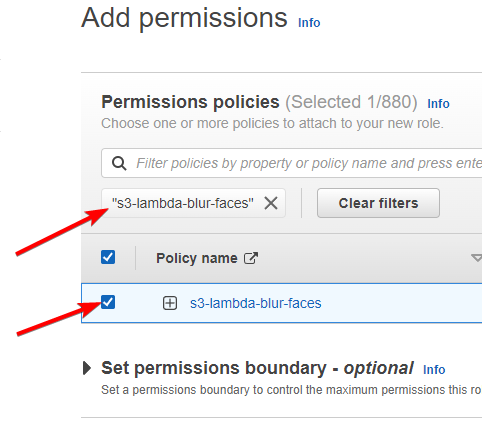 Add permissions Info
Permissions policies (Selected 1/880) Info
Choose one or more policies to attach to your new role.
Filter policies by property or policy name and press ente
"s3-lambda-blur-faces"
Clear filters
Policy name
s3-lambda-blur-faces
Set permissions boundary - optional Info
Set a permissions boundary to control the maximum permissions this ro